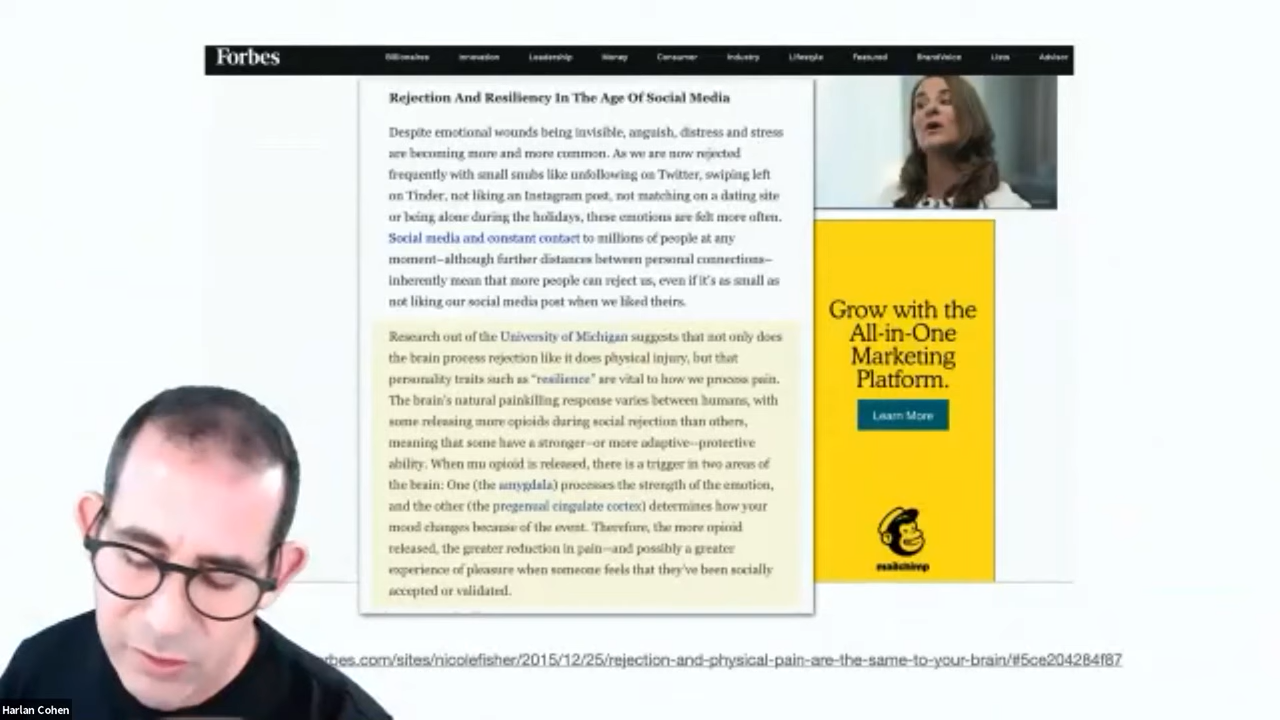 Forbes
Billionaires Innovation Leadership Money Consumer Industry Lifestyle Featured BrandVoice Lists Advisor
Rejection And Resiliency In The Age Of Social Media
Despite emotional wounds being invisible, anguish, distress and stress
are becoming more and more common. As we are now rejected
frequently with small snubs like unfollowing on Twitter, swiping left
on Tinder, not liking an Instagram post, not matching on a dating site
or being alone during the holidays, these emotions are felt more often.
Social media and constant contact to millions of people at any
moment—although further distances between personal connections—
inherently mean that more people can reject us, even if it's as small as
not liking our social media post when we liked theirs.
Research out of the University of Michigan suggests that not only does
the brain process rejection like it does physical injury, but that
personality traits such as “resilience” are vital to how we process pain.
The brain's natural painkilling response varies between humans, with
some releasing more opioids during social rejection than others,
meaning that some have a stronger—or more adaptive—protective
ability. When mu opioid is released, there is a trigger in two areas of
the brain: One (the amygdala) processes the strength of the emotion,
and the other (the pregenual cingulate cortex) determines how your
mood changes because of the event. Therefore, the more opioid
released, the greater reduction in pain—and possibly a greater
experience of pleasure when someone feels that they've been socially
accepted or validated.
Grow with the
All-in-One
Marketing
Platform.
Learn More
mailchimp
rbes.com/sites/nicolefisher/2015/12/25/rejection-and-physical-pain-are-the-same-to-your-brain/#5ce204284f87
Harlan Cohen